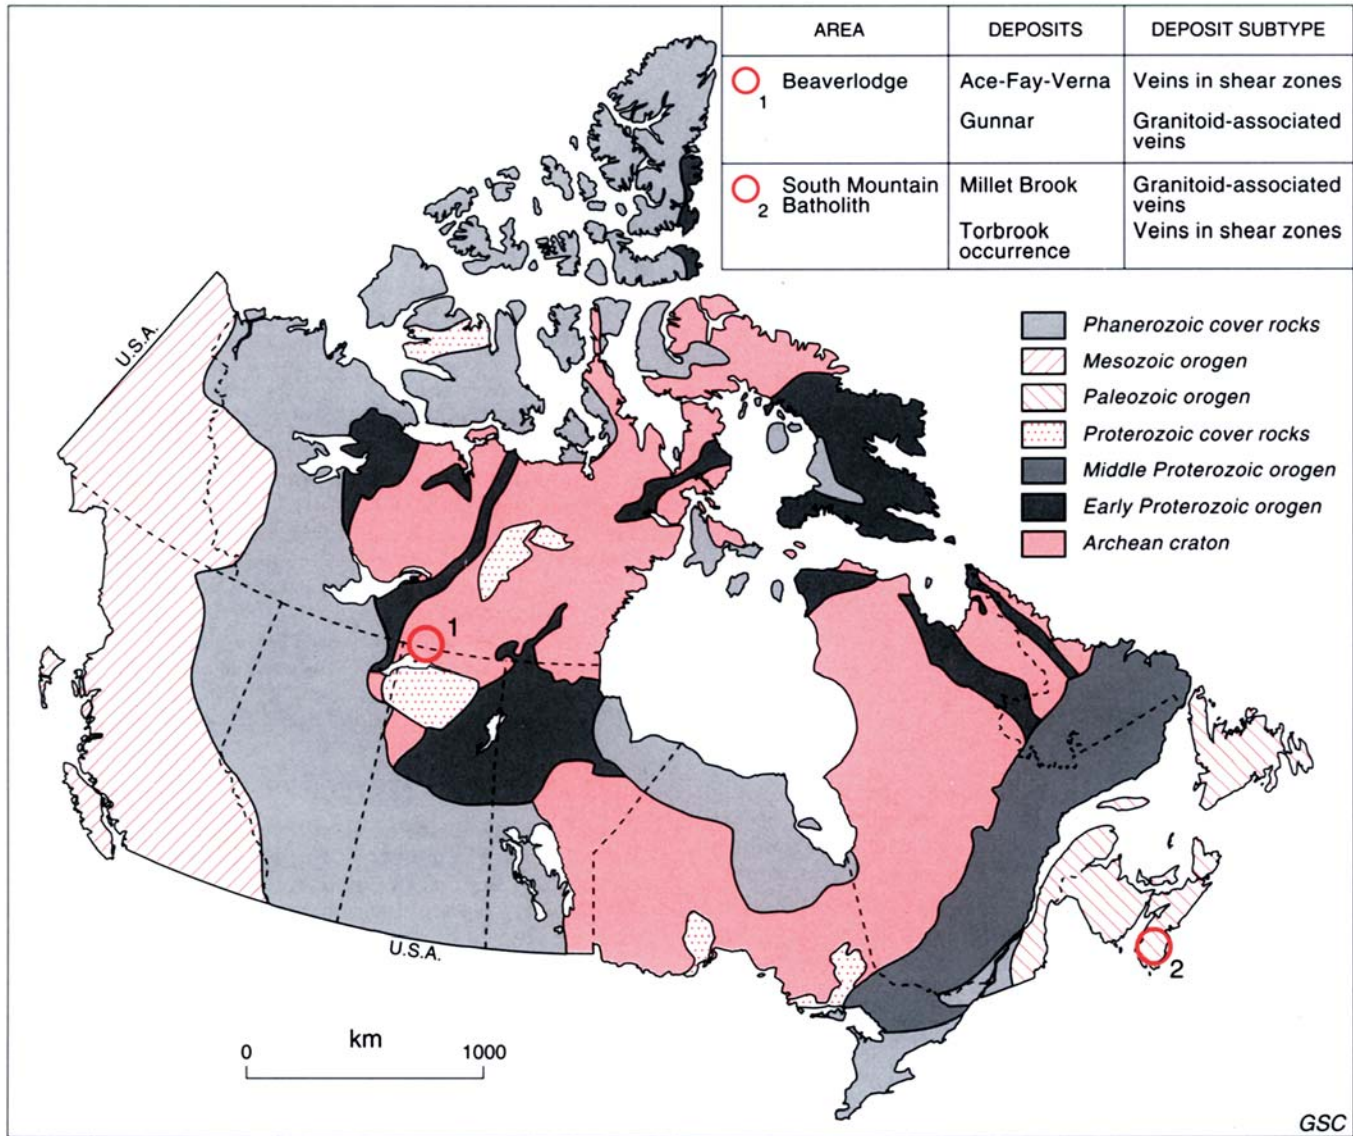 AREA DEPOSITS DEPOSIT SUBTYPE
1 Beaverlodge Ace-Fay-Verna Veins in shear zones
Gunnar Granitoid-associated
veins
2 South Mountain Millet Brook Granitoid-associated
Batholith veins
Torbrook Veins in shear zones
occurrence
U.S.A.
Phanerozoic cover rocks
Mesozoic orogen
Paleozoic orogen
Proterozoic cover rocks
Middle Proterozoic orogen
Early Proterozoic orogen
Archean craton
1
2
U.S.A.
km
0 1000
GSC